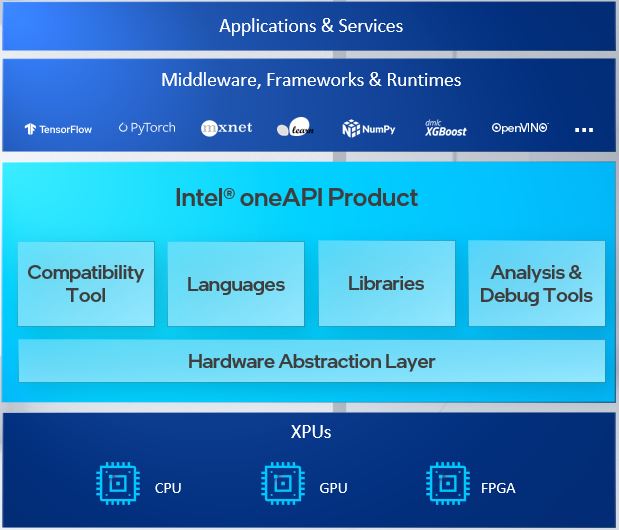 Applications & Services
Middleware, Frameworks & Runtimes
TensorFlow PyTorch mxnet learn NumPy dmlc XGBoost OpenVINO ...
Intel® oneAPI Product
Compatibility Tool
Languages
Libraries
Analysis & Debug Tools
Hardware Abstraction Layer
XPUs
CPU GPU FPGA